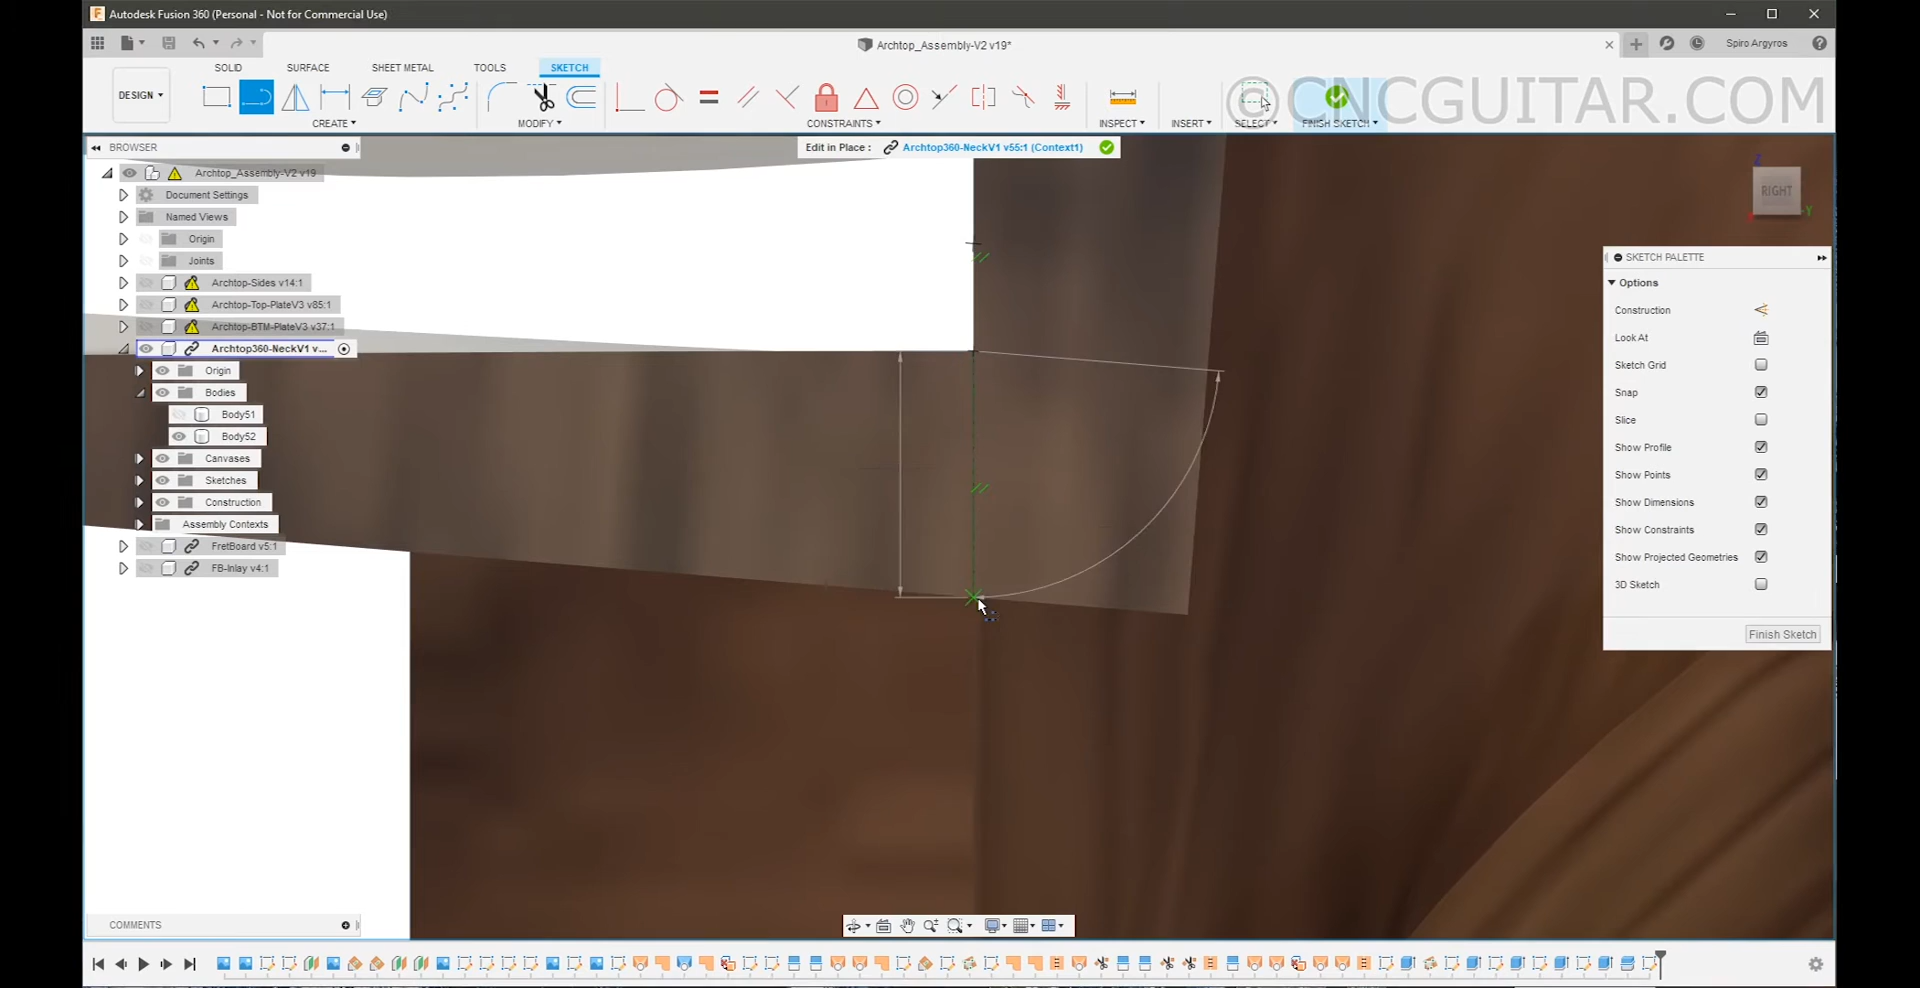 Autodesk Fusion 360 (Personal - Not for Commercial Use)
Archtop_Assembly-V2 v19*
Spiro Argyros
SOLID SURFACE SHEET METAL TOOLS SKETCH
DESIGN
CREATE MODIFY CONSTRAINTS INSPECT INSERT SELECT FINISH SKETCH
©CNCGUITAR.COM
BROWSER
Edit in Place : Archtop360-NeckV1 v55:1 (Context1)
Archtop_Assembly-V2 v19
Document Settings
Named Views
Origin
Joints
Archtop-Sides v14:1
Archtop-Top-PlateV3 v85:1
Archtop-BTM-PlateV3 v37:1
Archtop360-NeckV1 v...
Origin
Bodies
Body51
Body52
Canvases
Sketches
Construction
Assembly Contexts
FretBoard v5:1
FB-Inlay v4:1
Z
RIGHT
Y
SKETCH PALETTE
Options
Construction
Look At
Sketch Grid
Snap
Slice
Show Profile
Show Points
Show Dimensions
Show Constraints
Show Projected Geometries
3D Sketch
Finish Sketch
COMMENTS